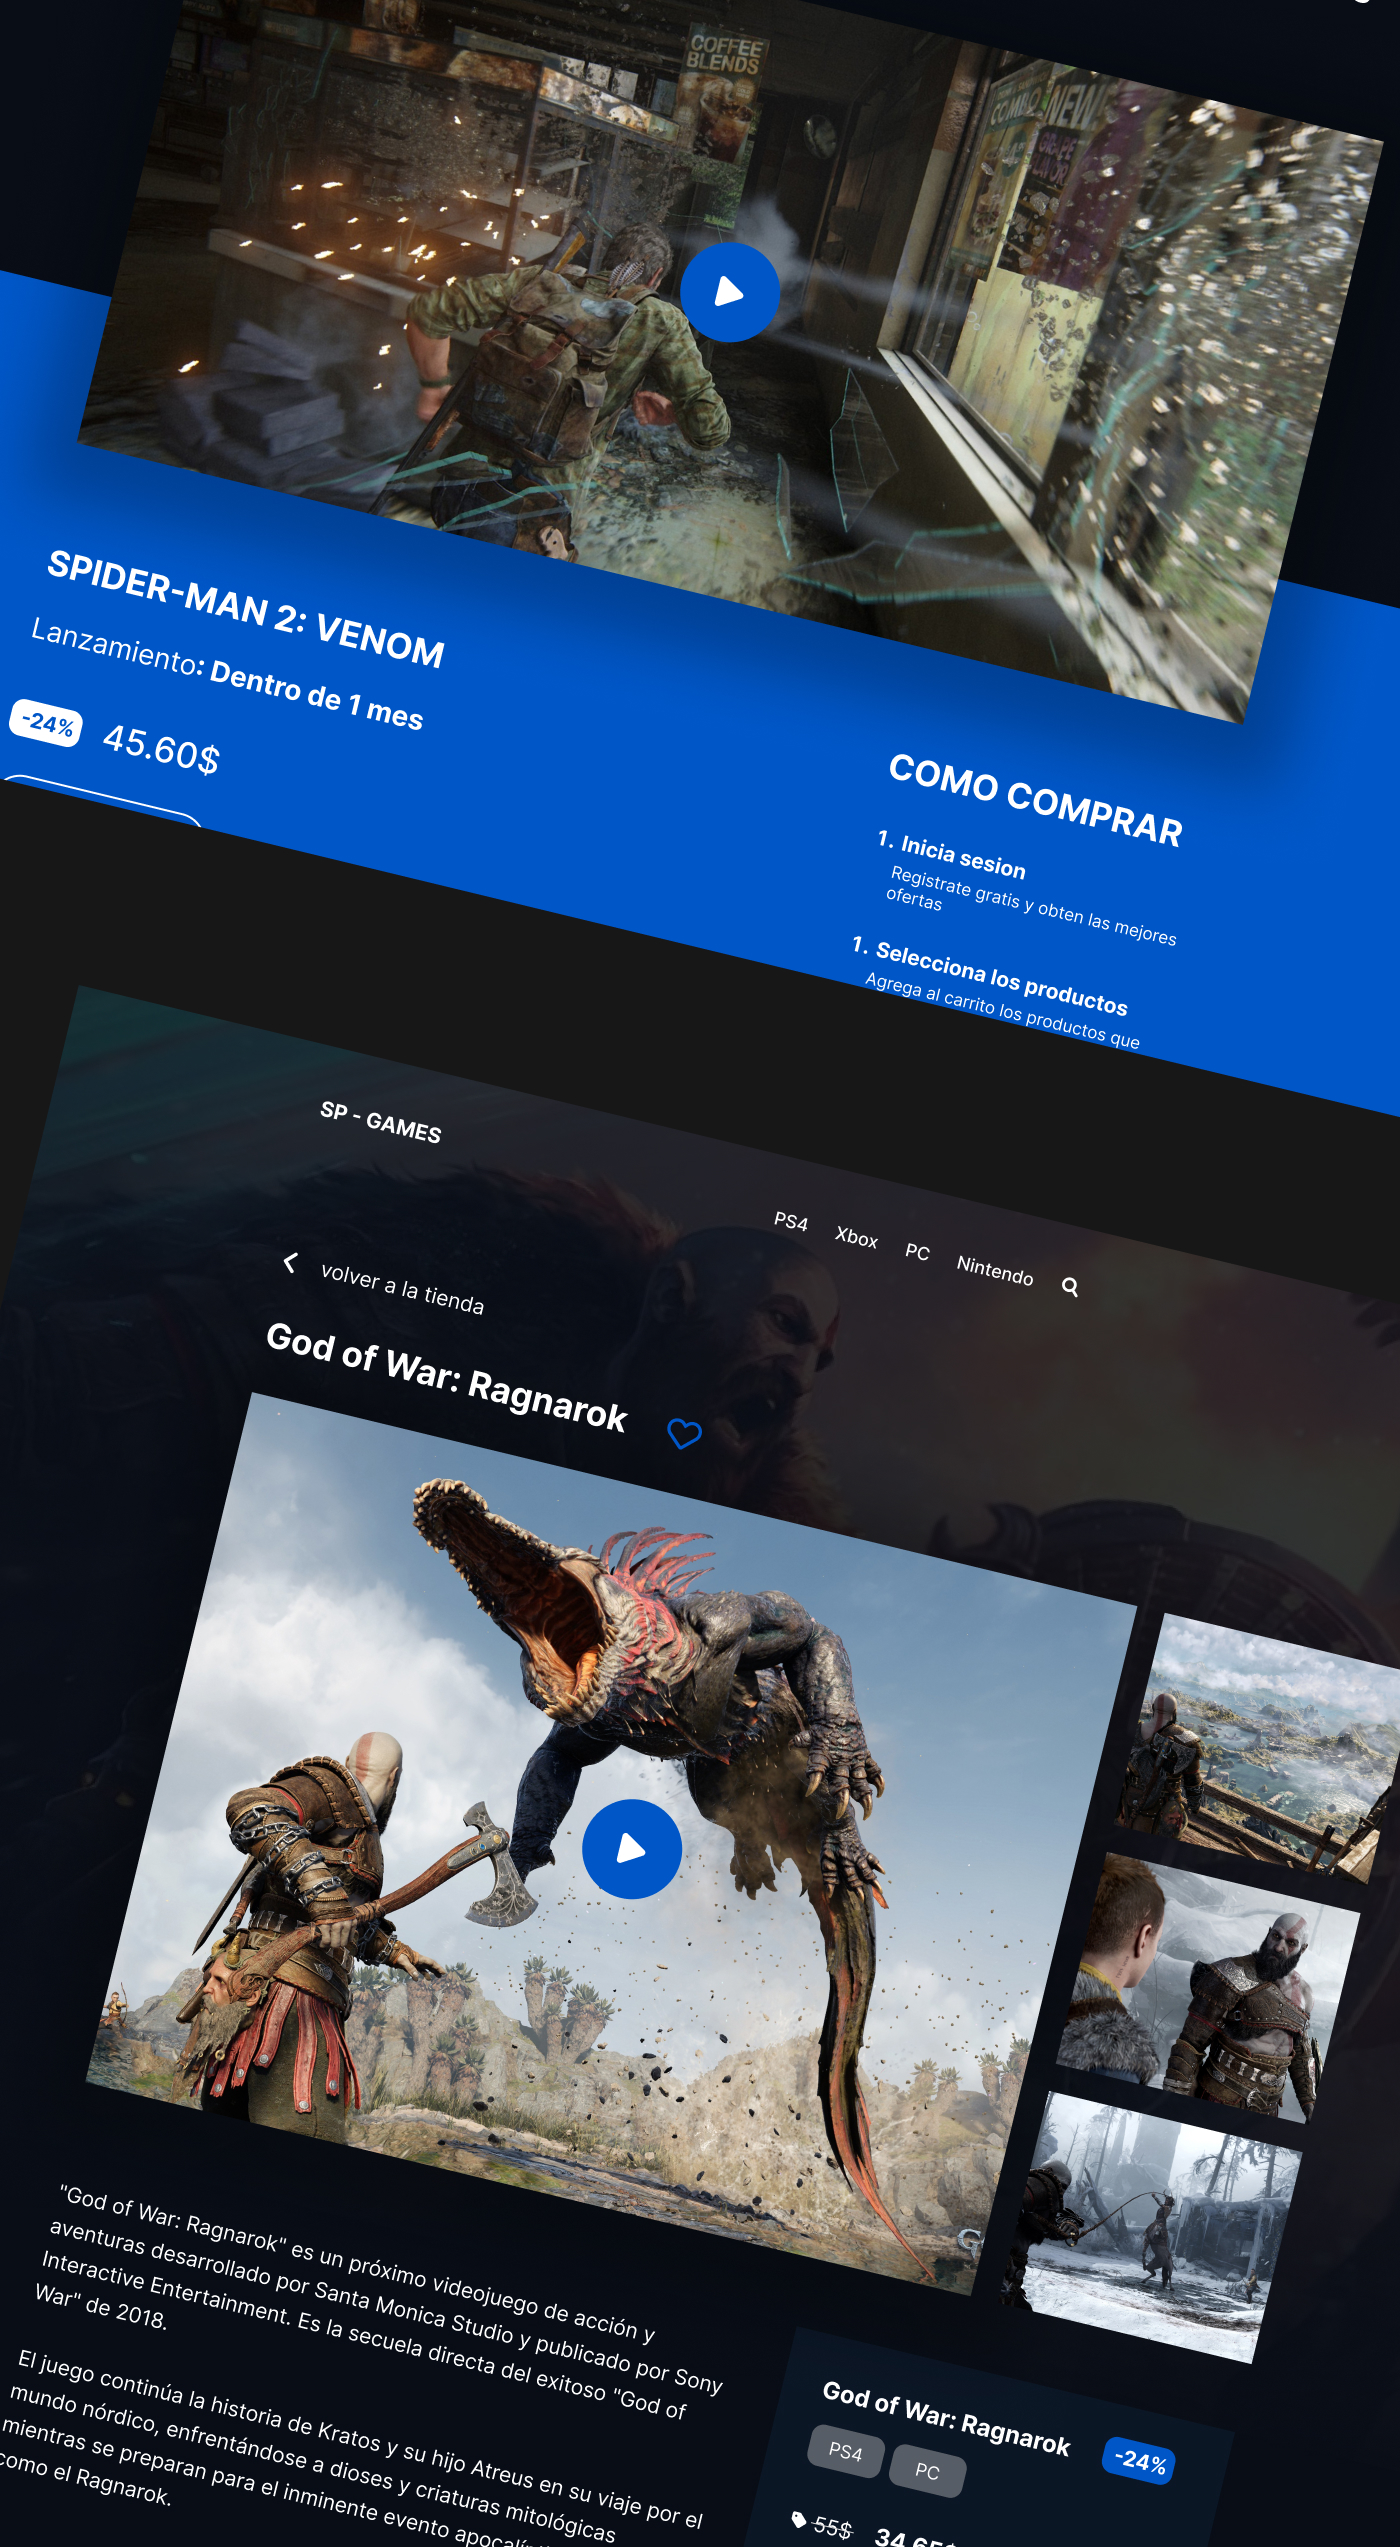 COFFEE
BLENDS
COMBO
NEW!
SPIDER-MAN 2: VENOM
Lanzamiento: Dentro de 1 mes
-24%
45.60$
COMO COMPRAR
1. Inicia sesion
Registrate gratis y obten las mejores
ofertas
1. Selecciona los productos
Agrega al carrito los productos que
SP - GAMES
PS4
Xbox
PC
Nintendo
volver a la tienda
God of War: Ragnarok
"God of War: Ragnarok" es un próximo videojuego de acción y
aventuras desarrollado por Santa Monica Studio y publicado por Sony
Interactive Entertainment. Es la secuela directa del exitoso "God of
War" de 2018.
El juego continúa la historia de Kratos y su hijo Atreus en su viaje por el
mundo nórdico, enfrentándose a dioses y criaturas mitológicas
mientras se preparan para el inminente evento
como el Ragnarok.
God of War: Ragnarok
-24%
PS4
PC
55$
34.65$